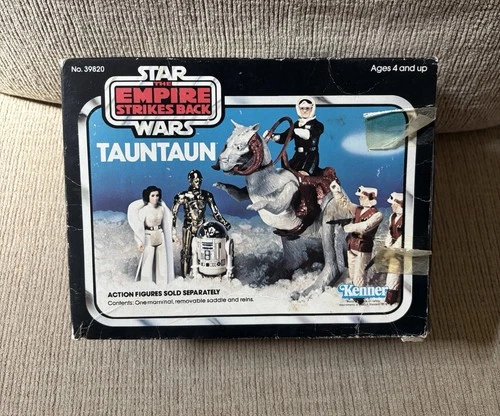 No. 39820
Ages 4 and up
STAR
THE
EMPIRE
STRIKES BACK
WARS
TAUNTAUN
ACTION FIGURES SOLD SEPARATELY
Contents: One mammal, removable saddle and reins.
Kenner